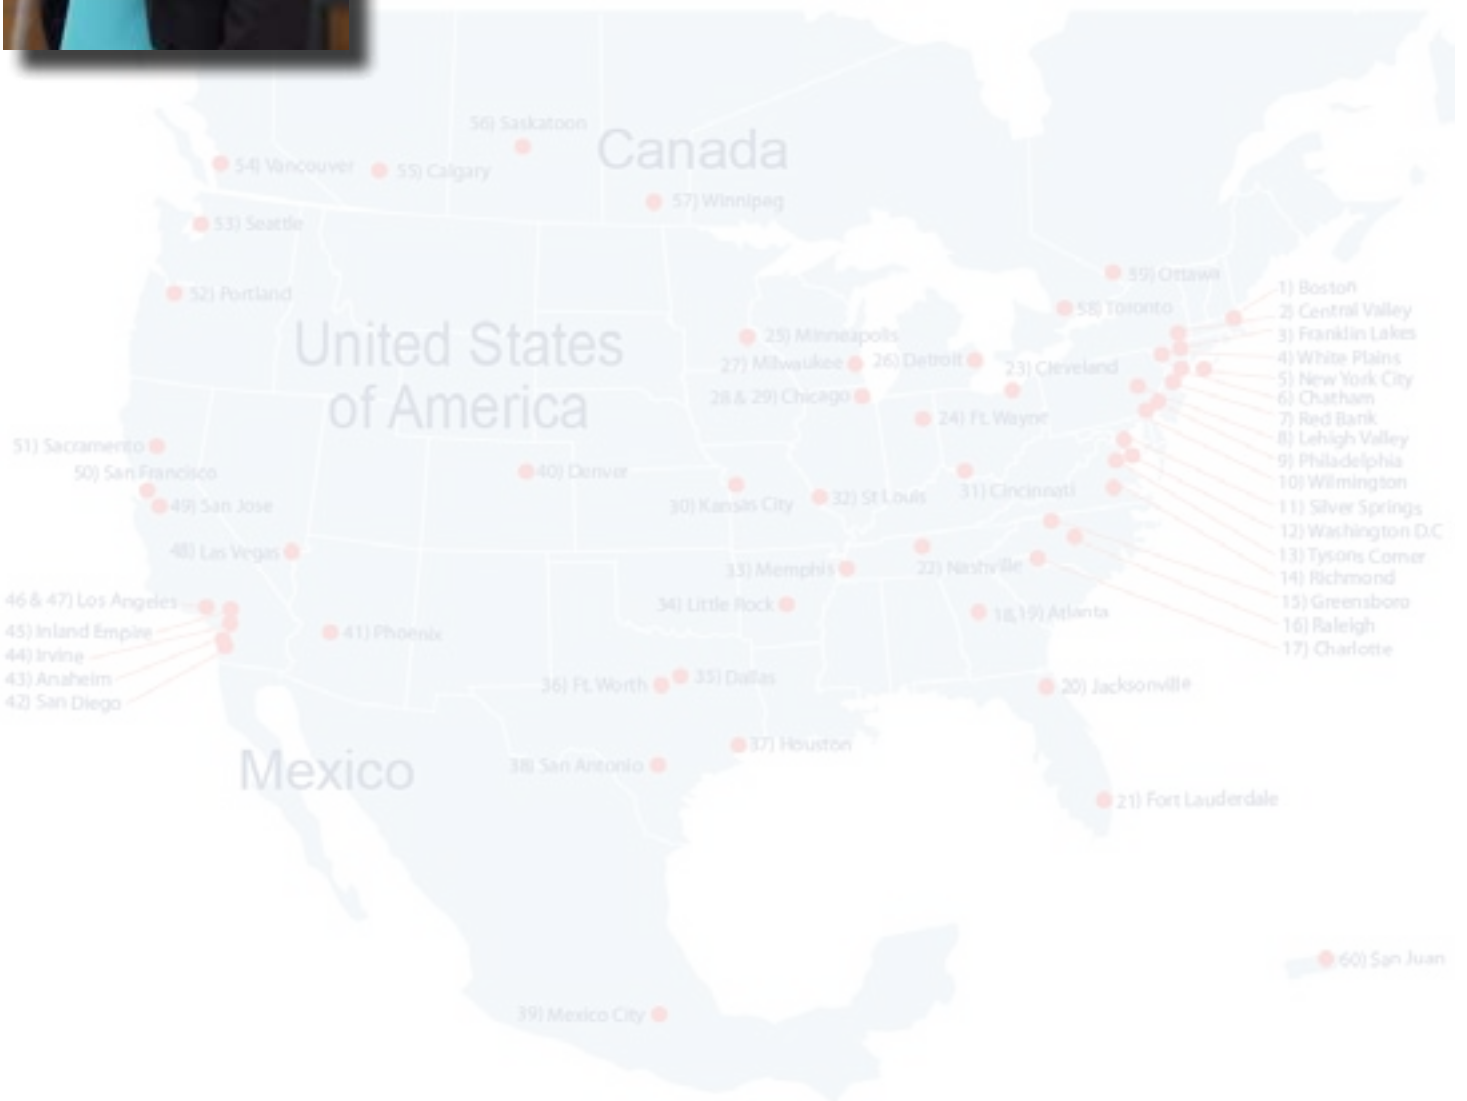 56) Saskatoon
Canada
54) Vancouver
55) Calgary
57) Winnipeg
53) Seattle
59) Ottawa
52) Portland
58) Toronto
1) Boston
2) Central Valley
3) Franklin Lakes
4) White Plains
5) New York City
6) Chatham
7) Red Bank
8) Lehigh Valley
9) Philadelphia
10) Wilmington
11) Silver Springs
12) Washington D.C
13) Tysons Corner
14) Richmond
15) Greensboro
16) Raleigh
17) Charlotte
United States
of America
25) Minneapolis
27) Milwaukee
26) Detroit
23) Cleveland
28 & 29) Chicago
24) Ft. Wayne
51) Sacramento
50) San Francisco
49) San Jose
40) Denver
30) Kansas City
32) St Louis
31) Cincinnati
48) Las Vegas
33) Memphis
22) Nashville
46 & 47) Los Angeles
45) Inland Empire
44) Irvine
43) Anaheim
42) San Diego
41) Phoenix
34) Little Rock
18,19) Atlanta
36) Ft. Worth
35) Dallas
20) Jacksonville
Mexico
38) San Antonio
37) Houston
21) Fort Lauderdale
60) San Juan
39) Mexico City